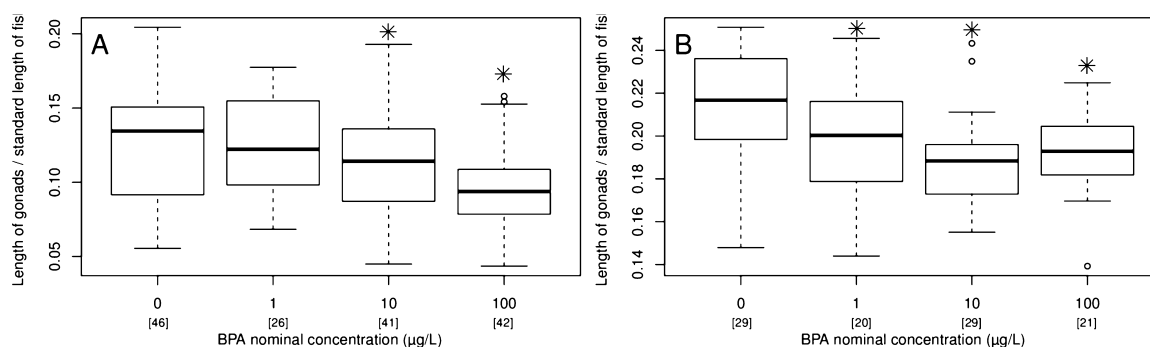 A
Length of gonads / standard length of
0.05 0.10 0.15 0.20
0 1 10 100
[46] [26] [41] [42]
BPA nominal concentration (µg/L)
B
Length of gonads / standard length of
0.14 0.16 0.18 0.20 0.22 0.24
0 1 10 100
[29] [20] [29] [21]
BPA nominal concentration (µg/L)